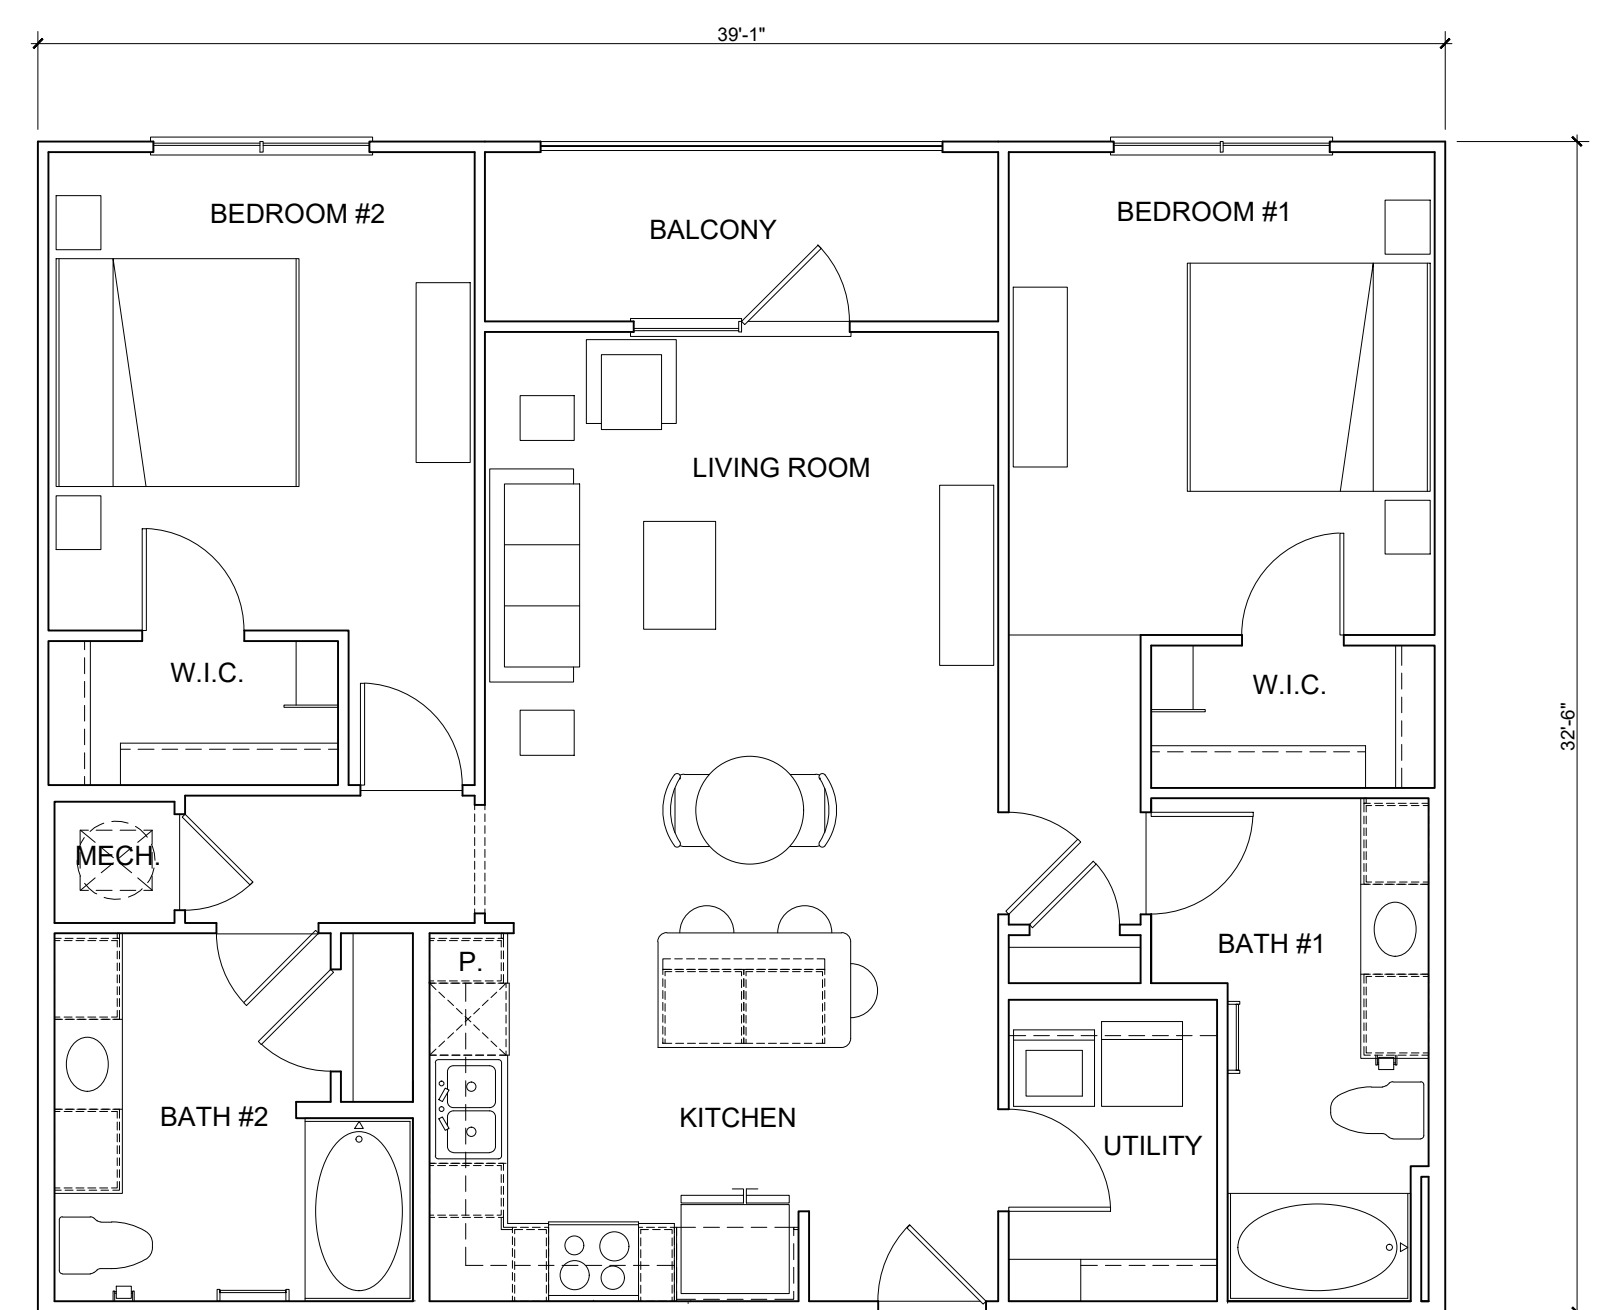 39'-1"
BEDROOM #2
BALCONY
BEDROOM #1
LIVING ROOM
W.I.C.
W.I.C.
32'-6"
MECH.
P.
BATH #1
BATH #2
KITCHEN
UTILITY